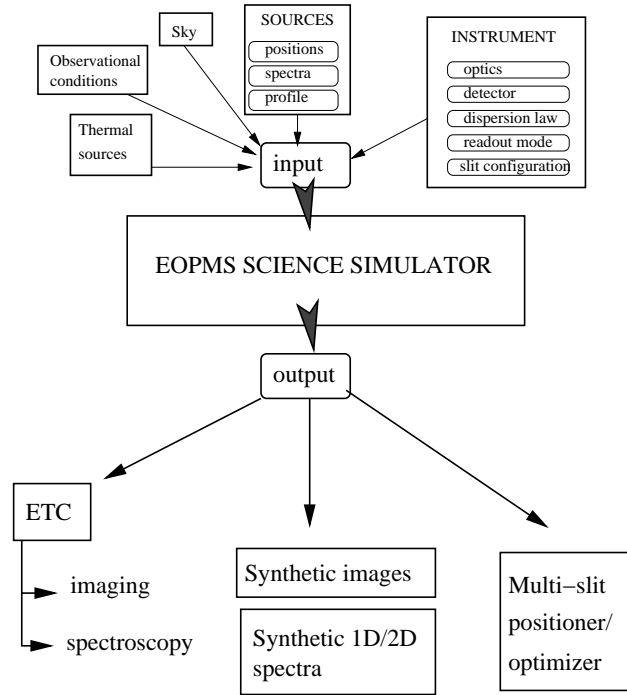 SOURCES
positions
spectra
profile
Sky
Observational
conditions
Thermal
sources
INSTRUMENT
optics
detector
dispersion law
readout mode
slit configuration
input
EOPMS SCIENCE SIMULATOR
output
ETC
imaging
spectroscopy
Synthetic images
Synthetic 1D/2D
spectra
Multi−slit
positioner/
optimizer